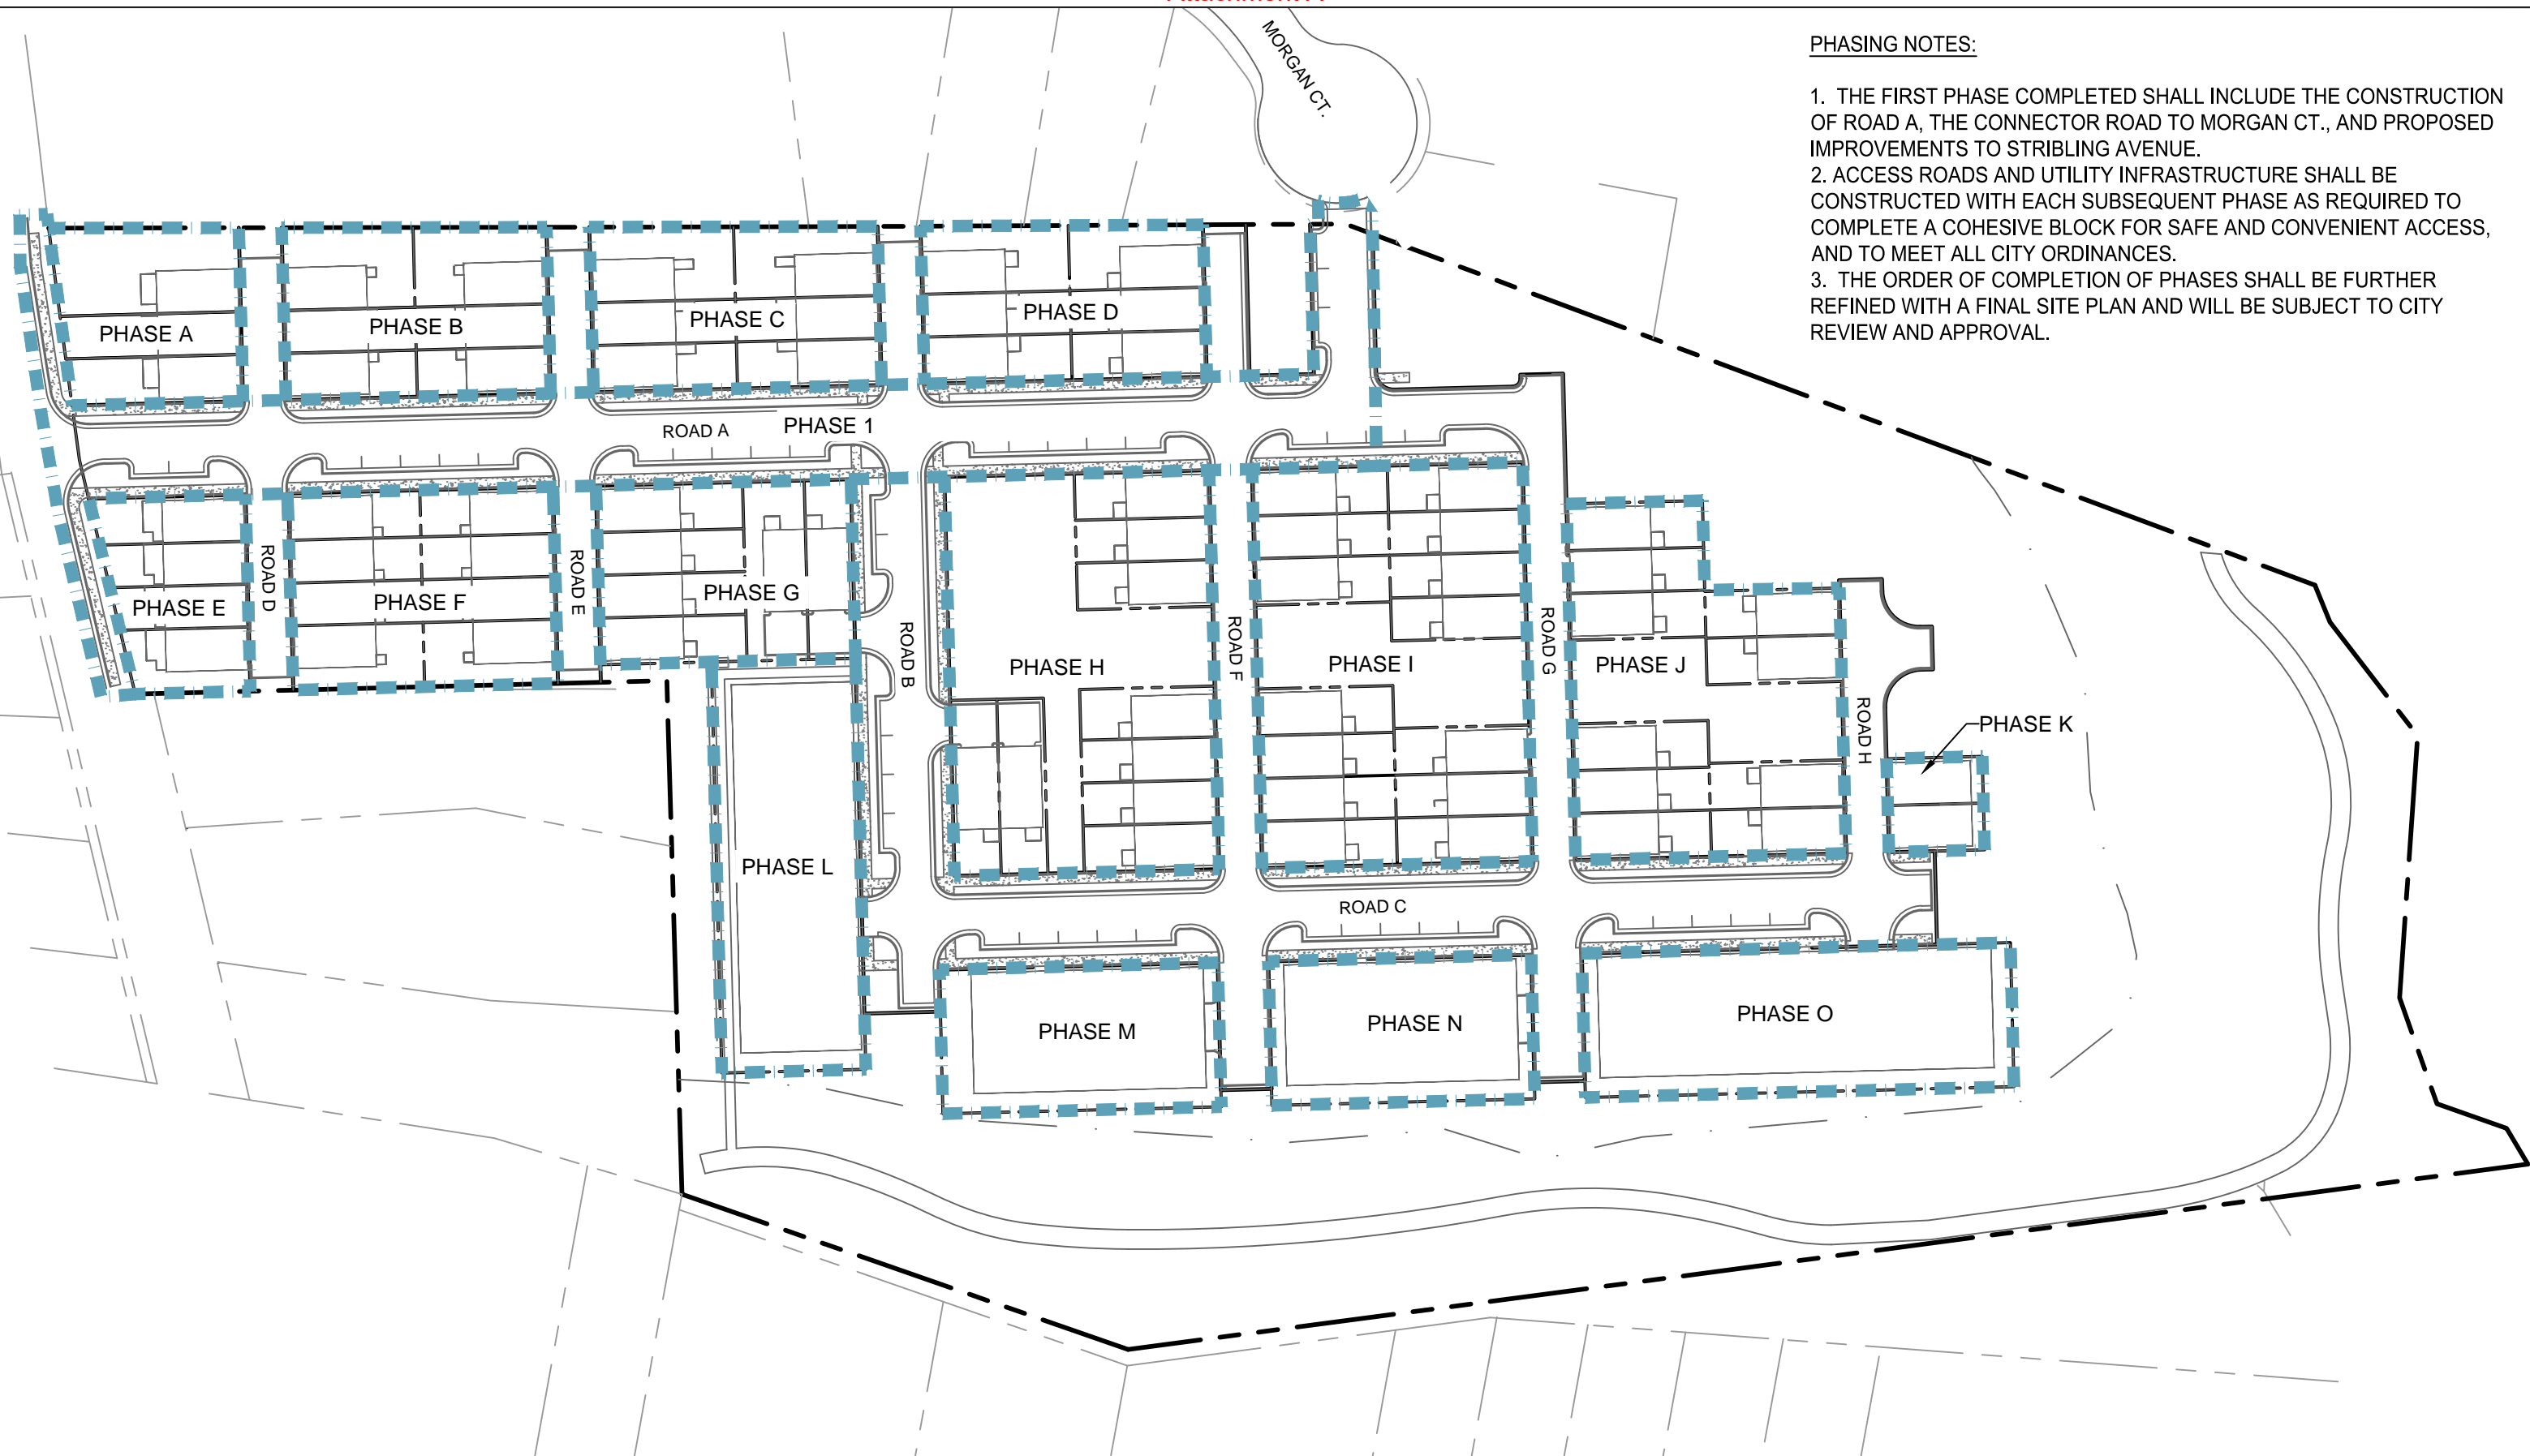 MORGAN CT.
PHASING NOTES:
1. THE FIRST PHASE COMPLETED SHALL INCLUDE THE CONSTRUCTION
OF ROAD A, THE CONNECTOR ROAD TO MORGAN CT., AND PROPOSED
IMPROVEMENTS TO STRIBLING AVENUE.
2. ACCESS ROADS AND UTILITY INFRASTRUCTURE SHALL BE
CONSTRUCTED WITH EACH SUBSEQUENT PHASE AS REQUIRED TO
COMPLETE A COHESIVE BLOCK FOR SAFE AND CONVENIENT ACCESS,
AND TO MEET ALL CITY ORDINANCES.
3. THE ORDER OF COMPLETION OF PHASES SHALL BE FURTHER
REFINED WITH A FINAL SITE PLAN AND WILL BE SUBJECT TO CITY
REVIEW AND APPROVAL.
PHASE A
PHASE B
PHASE C
PHASE D
ROAD A
PHASE 1
PHASE E
ROAD D
PHASE F
ROAD E
PHASE G
ROAD B
PHASE H
ROAD F
PHASE I
ROAD G
PHASE J
ROAD H
PHASE K
PHASE L
ROAD C
PHASE M
PHASE N
PHASE O